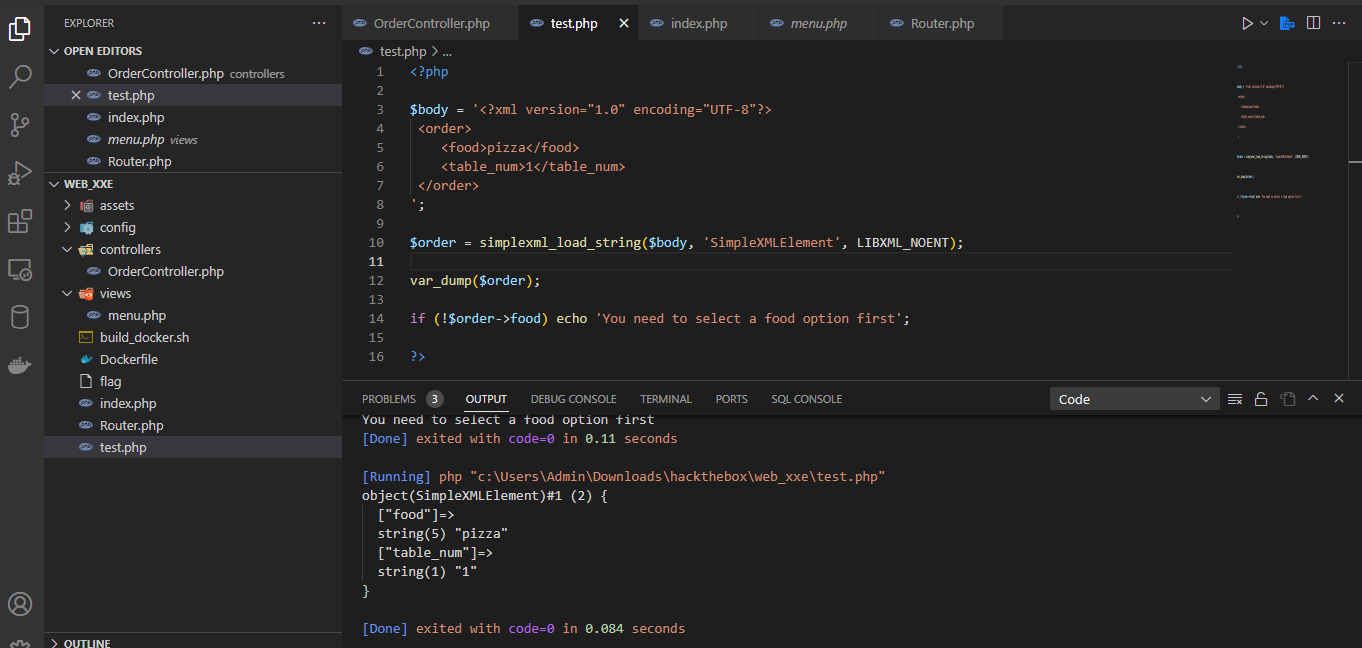 EXPLORER
OPEN EDITORS
OrderController.php controllers
test.php
index.php
menu.php views
Router.php
WEB_XXE
assets
config
controllers
OrderController.php
views
menu.php
build_docker.sh
Dockerfile
flag
index.php
Router.php
test.php
OUTLINE
OrderController.php test.php index.php menu.php Router.php
test.php > ...
1 <?php
2
3 $body = '<?xml version="1.0" encoding="UTF-8"?>
4 <order>
5 <food>pizza</food>
6 <table_num>1</table_num>
7 </order>
8 ';
9
10 $order = simplexml_load_string($body, 'SimpleXMLElement', LIBXML_NOENT);
11
12 var_dump($order);
13
14 if (!$order->food) echo 'You need to select a food option first';
15
16 ?>
PROBLEMS 3 OUTPUT DEBUG CONSOLE TERMINAL PORTS SQL CONSOLE Code
You need to select a food option first
[Done] exited with code=0 in 0.11 seconds
[Running] php "c:\Users\Admin\Downloads\hackthebox\web_xxe\test.php"
object(SimpleXMLElement)#1 (2) {
["food"]=>
string(5) "pizza"
["table_num"]=>
string(1) "1"
}
[Done] exited with code=0 in 0.084 seconds